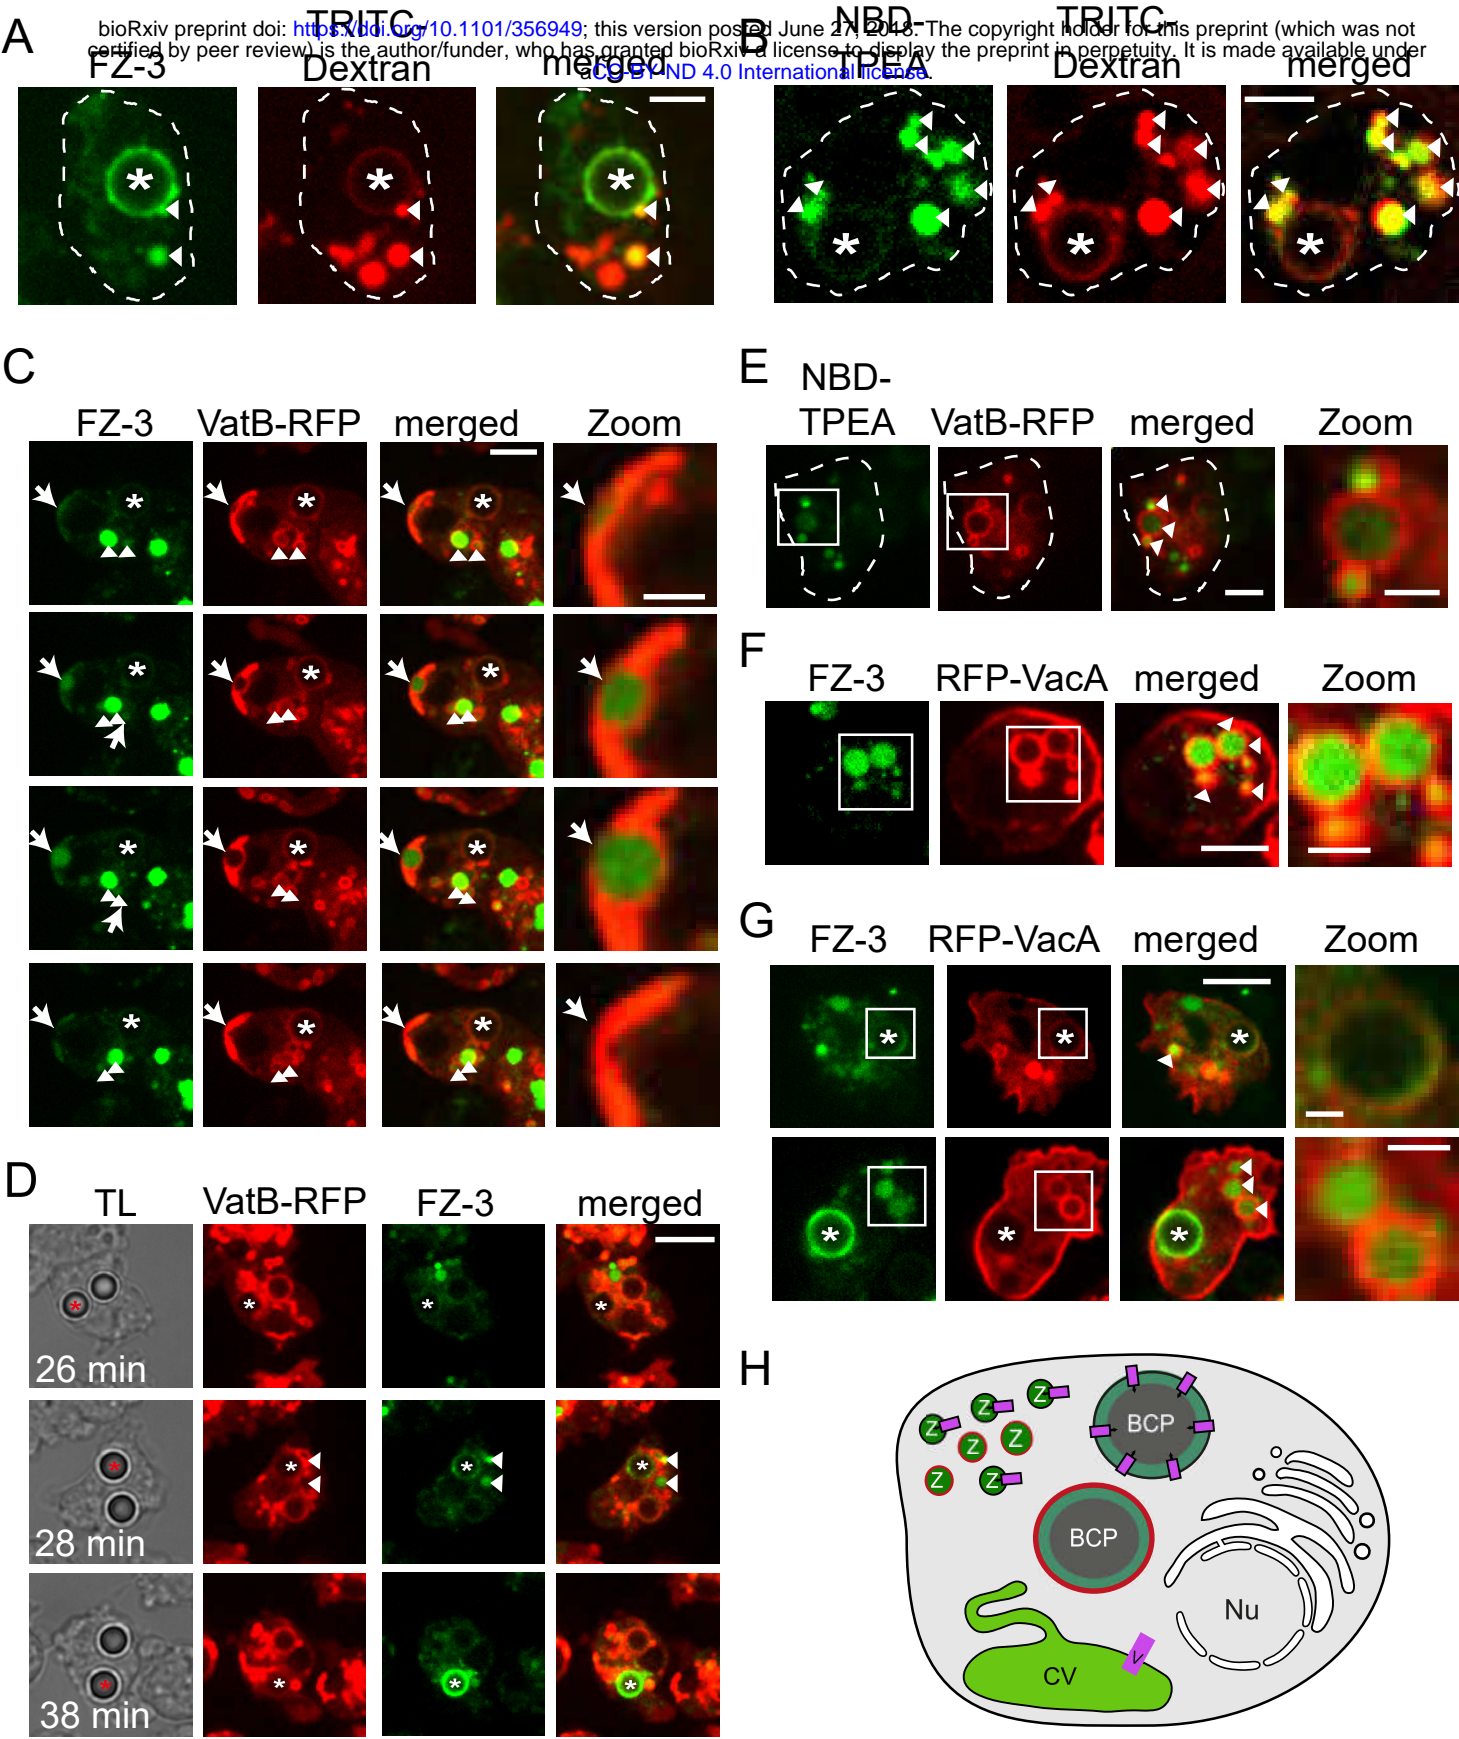 bioRxiv preprint doi: https://doi.org/10.1101/356949; this version posted June 27, 2018. The copyright holder for this preprint (which was not
certified by peer review) is the author/funder, who has granted bioRxiv a license to display the preprint in perpetuity. It is made available under
aCC-BY-ND 4.0 International license.
A
FZ-3
TRITC-
Dextran
merged
B
NBD-
TPEA
TRITC-
Dextran
merged
*
*
*
*
*
*
C
FZ-3 VatB-RFP merged Zoom
* * *
* * *
* * *
* * *
D
TL VatB-RFP FZ-3 merged
* * * *
26 min
* * * *
28 min
* * * *
38 min
E
NBD-
TPEA VatB-RFP merged Zoom
F
FZ-3 RFP-VacA merged Zoom
G
FZ-3 RFP-VacA merged Zoom
* * *
* * *
H
Z Z Z
Z Z
Z Z
BCP
BCP
Nu
V
CV